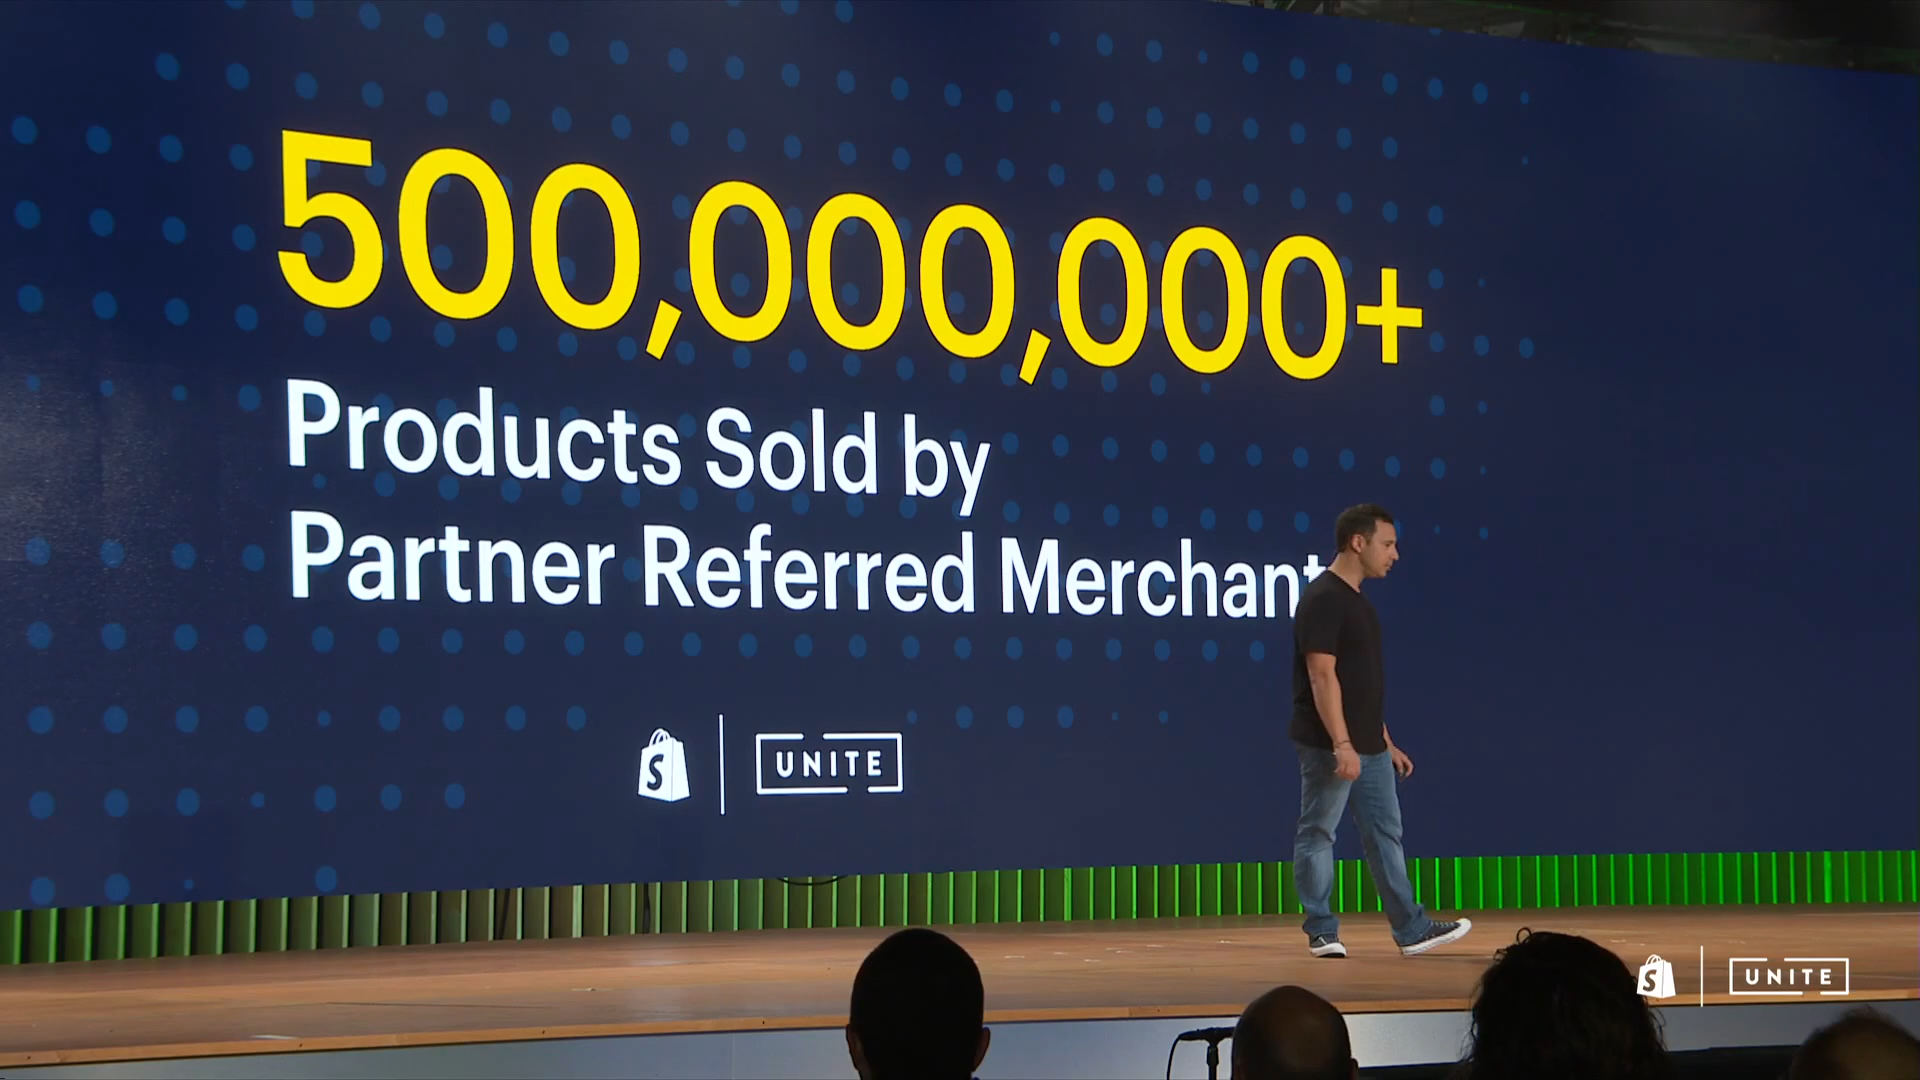 500,000,000+
Products Sold by
Partner Referred Merchant
S UNITE
S UNITE